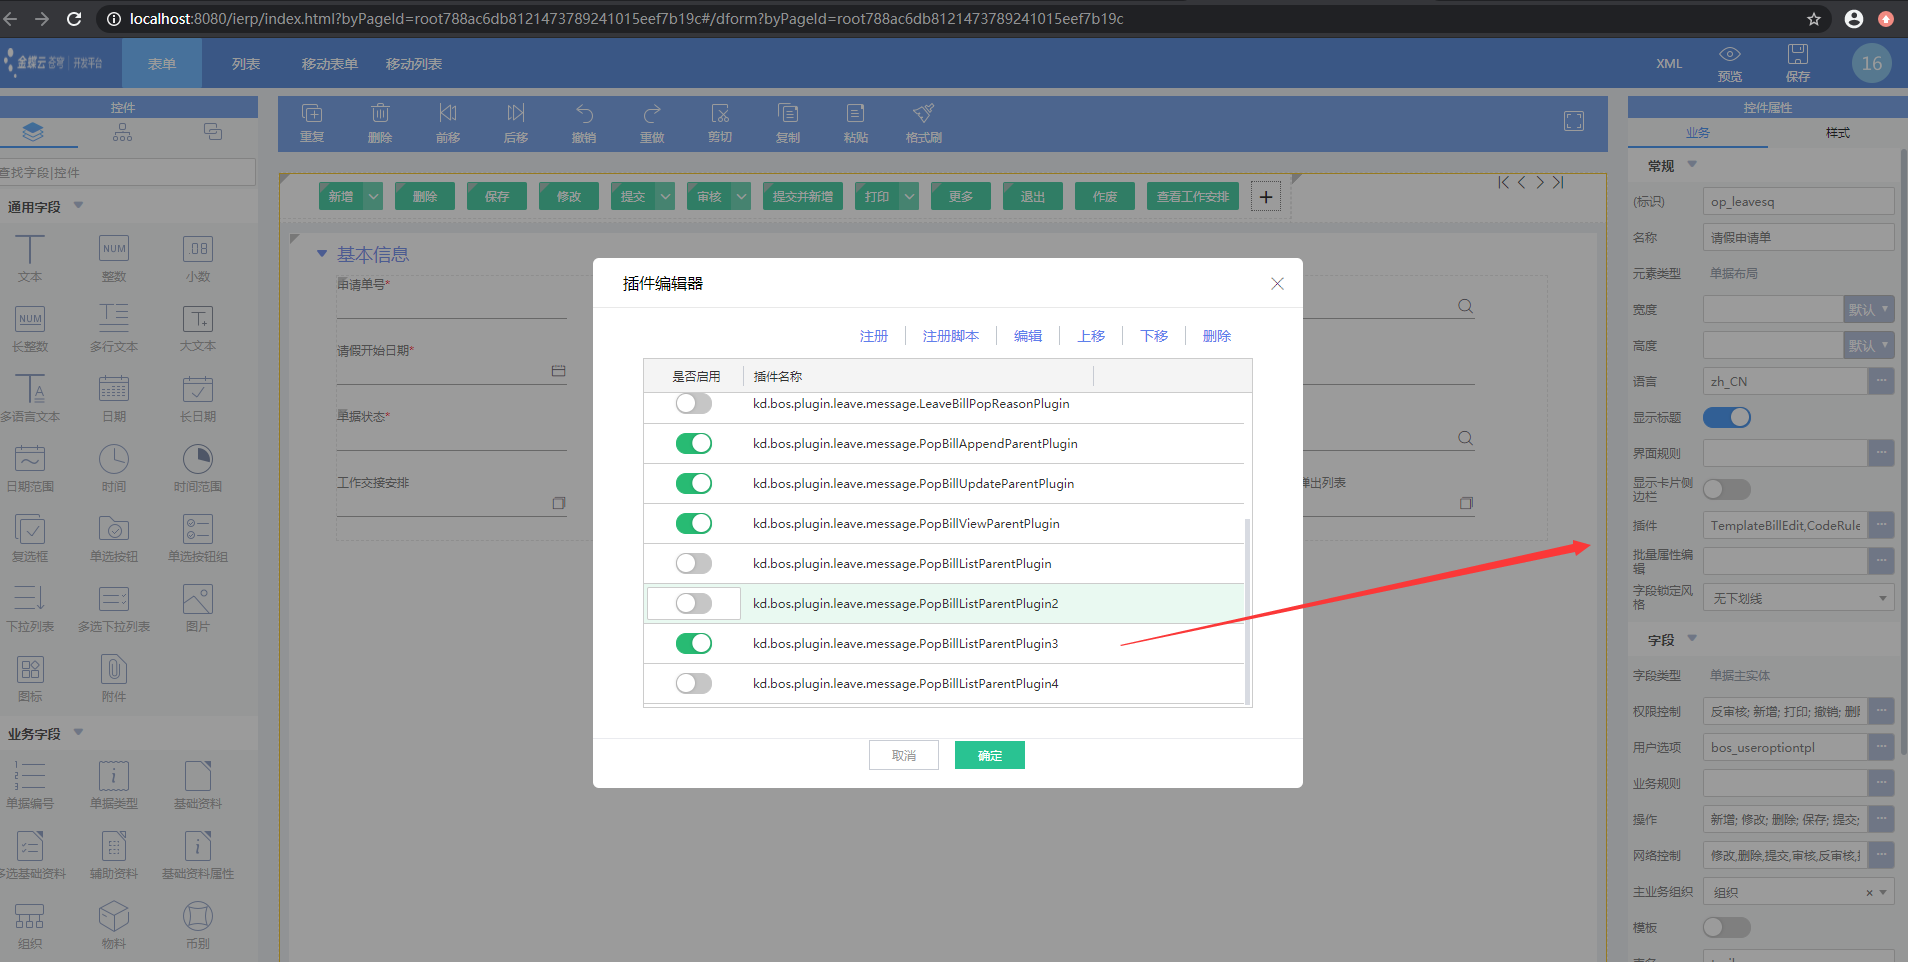 localhost:8080/ierp/index.html?byPageId=root788ac6db8121473789241015eef7b19c#/dform?byPageId=root788ac6db8121473789241015eef7b19c
金蝶云 苍穹 | 开发平台
表单
列表
移动表单
移动列表
XML
预览
保存
16
控件
查找字段|控件
通用字段
文本
整数
小数
长整数
多行文本
大文本
多语言文本
日期
长日期
日期范围
时间
时间范围
复选框
单选按钮
单选按钮组
下拉列表
多选下拉列表
图片
图标
附件
业务字段
单据编号
单据类型
基础资料
多选基础资料
辅助资料
基础资料属性
组织
物料
币别
重复
删除
前移
后移
撤销
重做
剪切
复制
粘贴
格式刷
新增
删除
保存
修改
提交
审核
提交并新增
打印
更多
退出
作废
查看工作安排
基本信息
申请单号*
请假开始日期*
单据状态*
工作交接安排
弹出列表
插件编辑器
注册
注册脚本
编辑
上移
下移
删除
是否启用
插件名称
kd.bos.plugin.leave.message.LeaveBillPopReasonPlugin
kd.bos.plugin.leave.message.PopBillAppendParentPlugin
kd.bos.plugin.leave.message.PopBillUpdateParentPlugin
kd.bos.plugin.leave.message.PopBillViewParentPlugin
kd.bos.plugin.leave.message.PopBillListParentPlugin
kd.bos.plugin.leave.message.PopBillListParentPlugin2
kd.bos.plugin.leave.message.PopBillListParentPlugin3
kd.bos.plugin.leave.message.PopBillListParentPlugin4
取消
确定
控件属性
业务
样式
常规
(标识)
op_leavesq
名称
请假申请单
元素类型
单据布局
宽度
默认
高度
默认
语言
zh_CN
显示标题
界面规则
显示卡片侧
边栏
插件
TemplateBillEdit,CodeRule
批量属性编
辑
字段锁定风
格
无下划线
字段
字段类型
单据主实体
权限控制
反审核; 新增; 打印; 撤销; 删
用户选项
bos_useroptiontpl
业务规则
操作
新增; 修改; 删除; 保存; 提交;
网络控制
修改,删除,提交,审核,反审核,
主业务组织
组织
模板